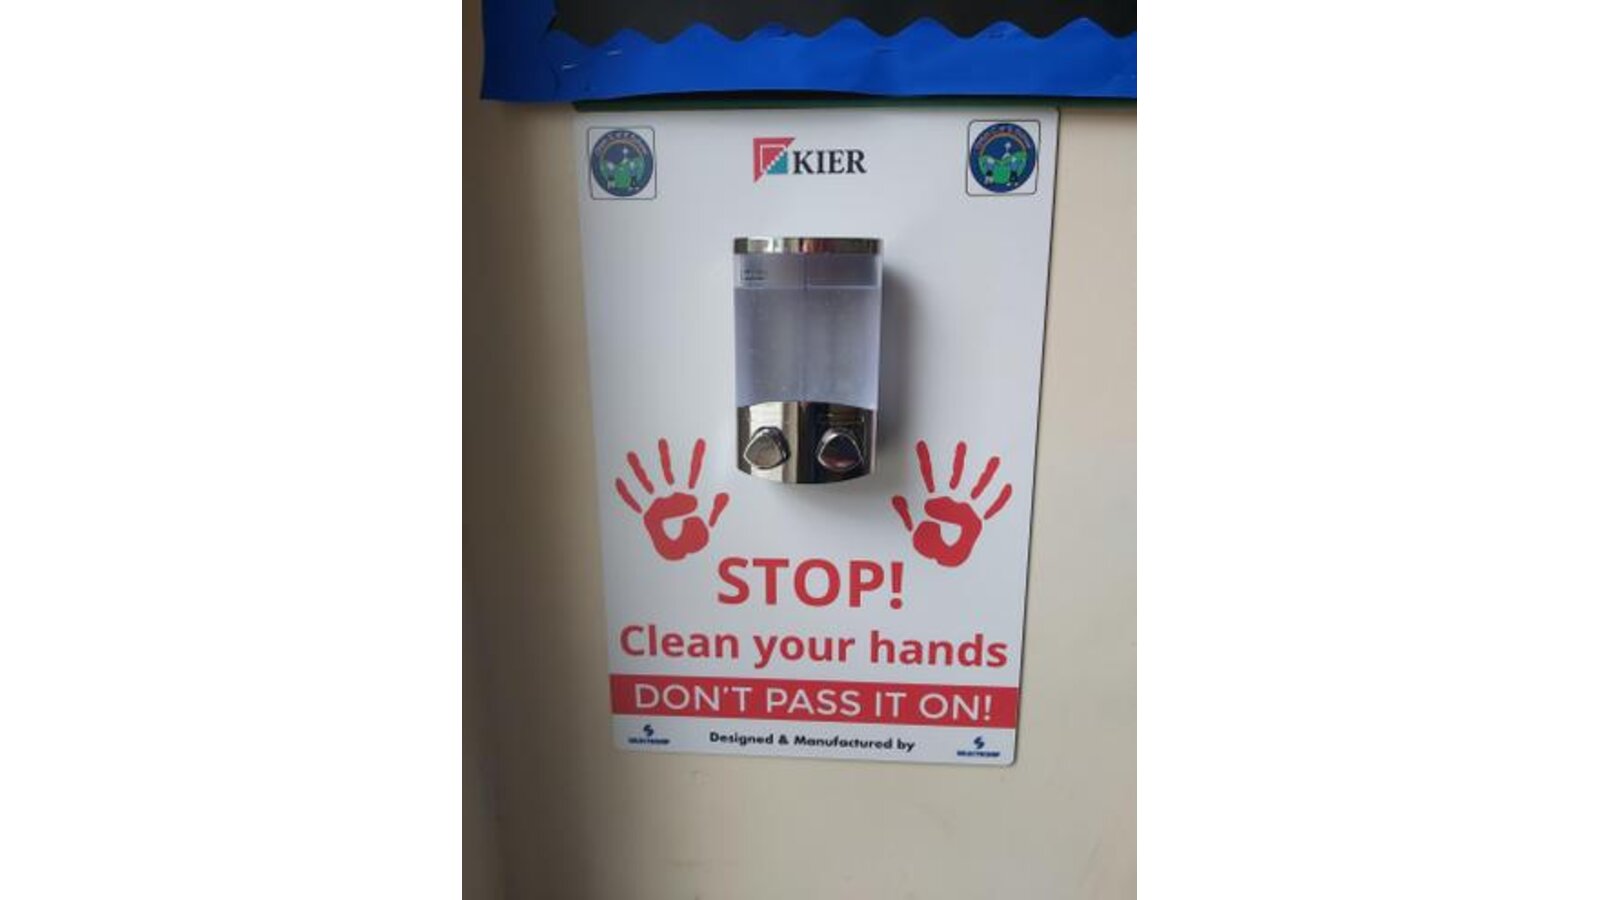 KIER
STOP!
Clean your hands
DON'T PASS IT ON!
Designed & Manufactured by